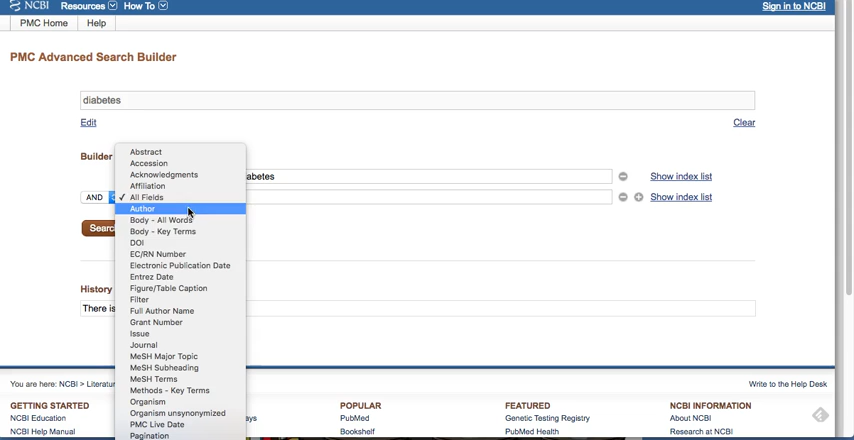 NCBI Resources How To Sign in to NCBI
PMC Home Help
PMC Advanced Search Builder
diabetes
Edit Clear
Builder
abetes Show index list
AND Show index list
Searc
History
There is
Abstract
Accession
Acknowledgments
Affiliation
✓ All Fields
Author
Body - All Words
Body - Key Terms
DOI
EC/RN Number
Electronic Publication Date
Entrez Date
Figure/Table Caption
Filter
Full Author Name
Grant Number
Issue
Journal
MeSH Major Topic
MeSH Subheading
MeSH Terms
Methods - Key Terms
Organism
Organism unsynonymized
PMC Live Date
Pagination
You are here: NCBI > Literatur Write to the Help Desk
GETTING STARTED POPULAR FEATURED NCBI INFORMATION
NCBI Education ays PubMed Genetic Testing Registry About NCBI
NCBI Help Manual Bookshelf PubMed Health Research at NCBI